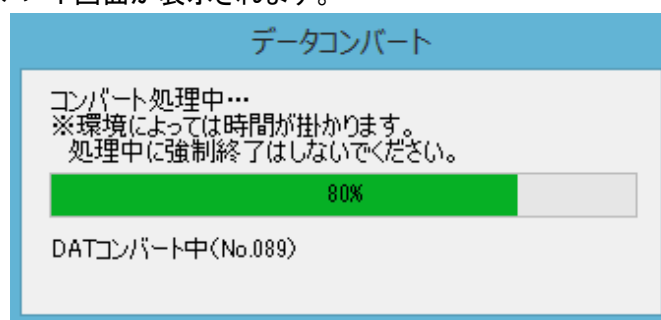 ト画面が表示されます。
データコンバート
コンバート処理中…
※環境によっては時間が掛かります。
処理中に強制終了はしないでください。
80%
DATコンバート中(No.089)